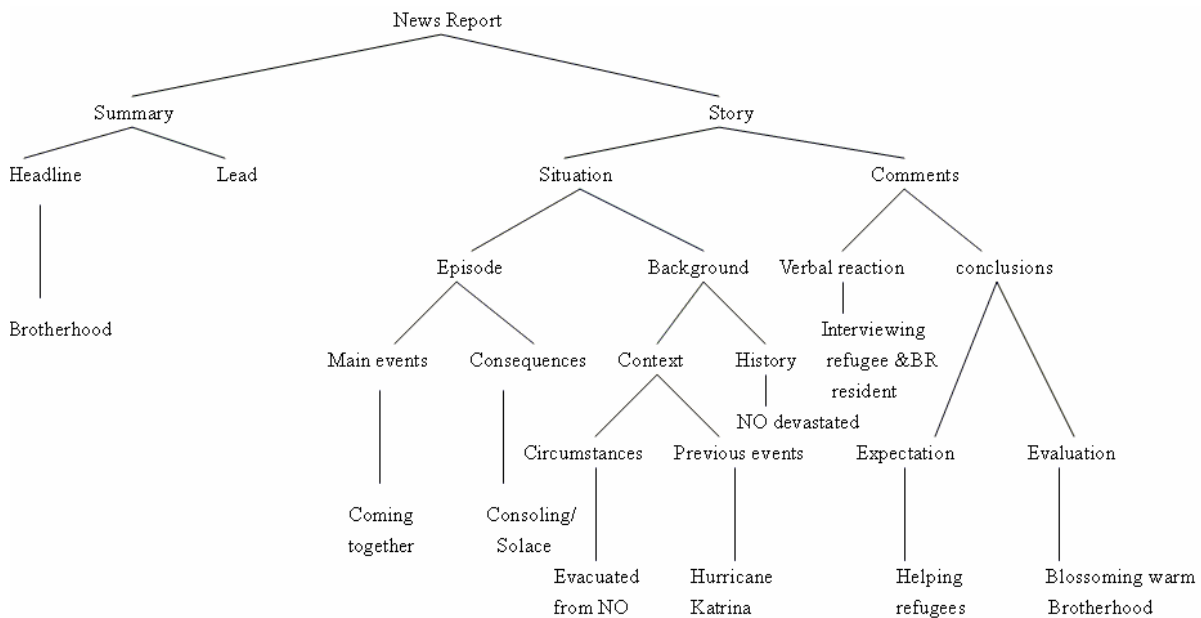 News Report
Summary
Story
Headline
Lead
Situation
Comments
Episode
Background
Verbal reaction
conclusions
Brotherhood
Interviewing
refugee &BR
resident
Main events
Consequences
Context
History
NO devastated
Circumstances
Previous events
Expectation
Evaluation
Coming
together
Consoling/
Solace
Evacuated
from NO
Hurricane
Katrina
Helping
refugees
Blossoming warm
Brotherhood